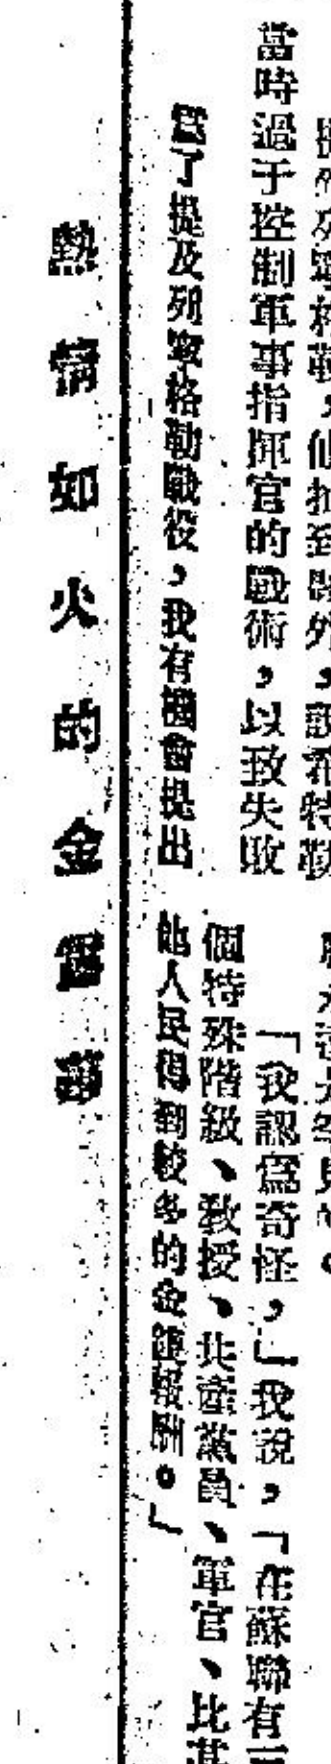 當時過于控制軍事指揮官的戰術，以致失敗
爲了提及列寧格勒戰役，我有機會提出
「我認爲奇怪，」我說，「在蘇聯有一
個特殊階級、敎授、共產黨員、軍官、比其
他人民得到較多的金錢報酬。」
熱情如火的金露華